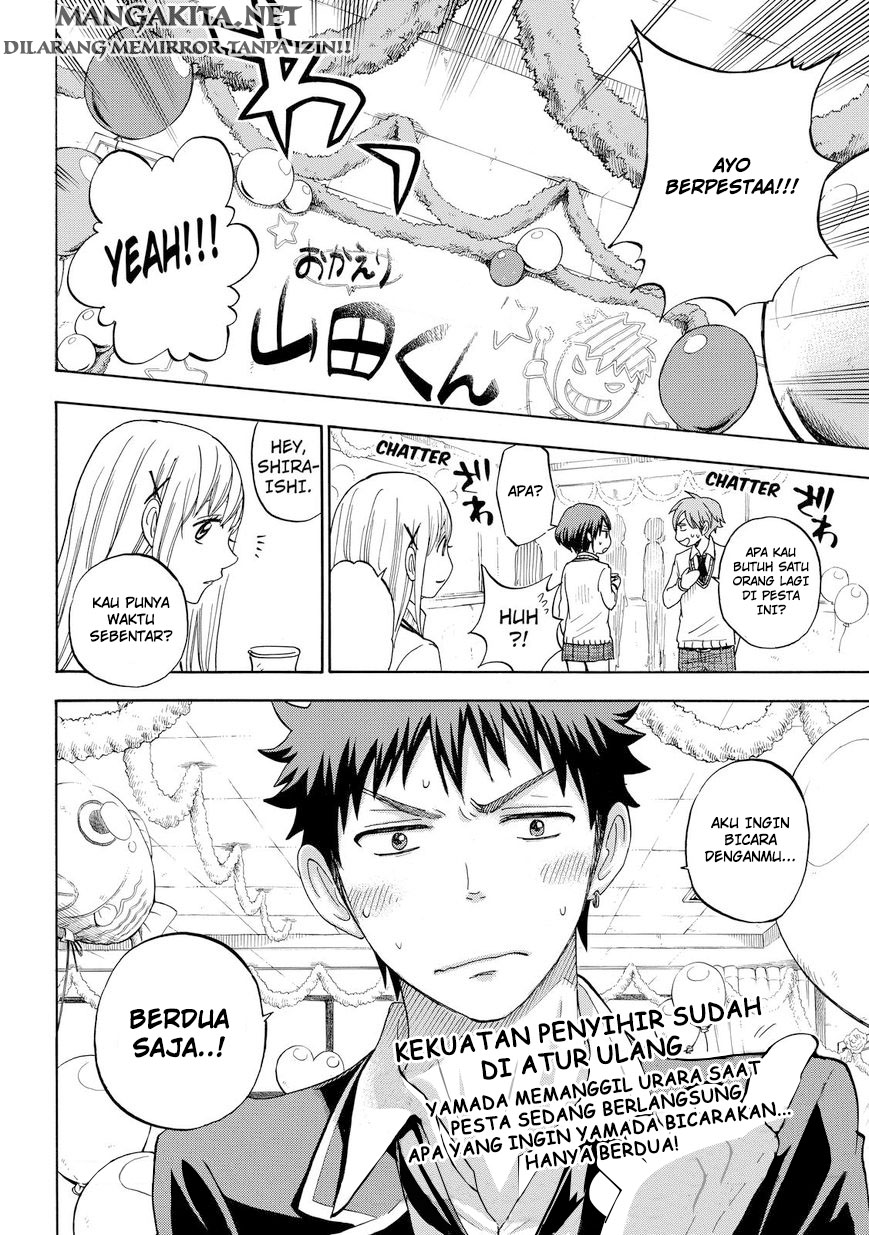 MANGAKITA.NET
DILARANG MEMIRROR TANPA IZIN!!
AYO
BERPESTAA!!!
YEAH!!!
おかえり
山田くん
APA KAU
BUTUH SATU
ORANG LAGI
DI PESTA
INI?
CHATTER
ざわ
APA?
HUH
?!
CHATTER
ざわ
HEY,
SHIRA-
ISHI.
KAU PUNYA
WAKTU
SEBENTAR?
AKU INGIN
BICARA
DENGANMU...
BERDUA
SAJA..!
KEKUATAN PENYIHIR SUDAH
DI ATUR ULANG
YAMADA MEMANGGIL URARA SAAT
PESTA SEDANG BERLANGSUNG
APA YANG INGIN YAMADA BICARAKAN...
HANYA BERDUA!